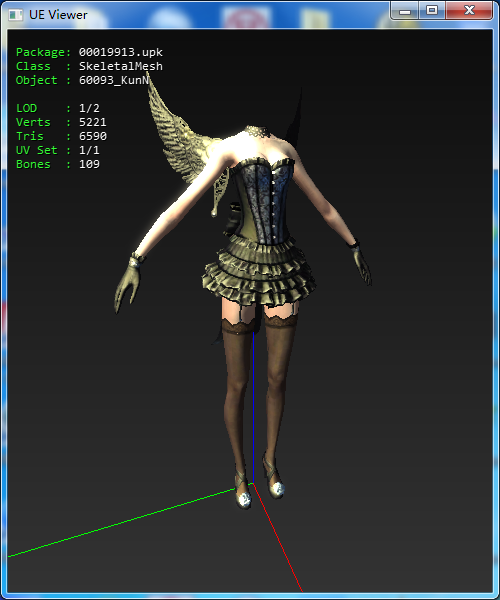 UE Viewer
Package: 00019913.upk
Class : SkeletalMesh
Object : 60093_KunN
LOD : 1/2
Verts : 5221
Tris : 6590
UV Set : 1/1
Bones : 109